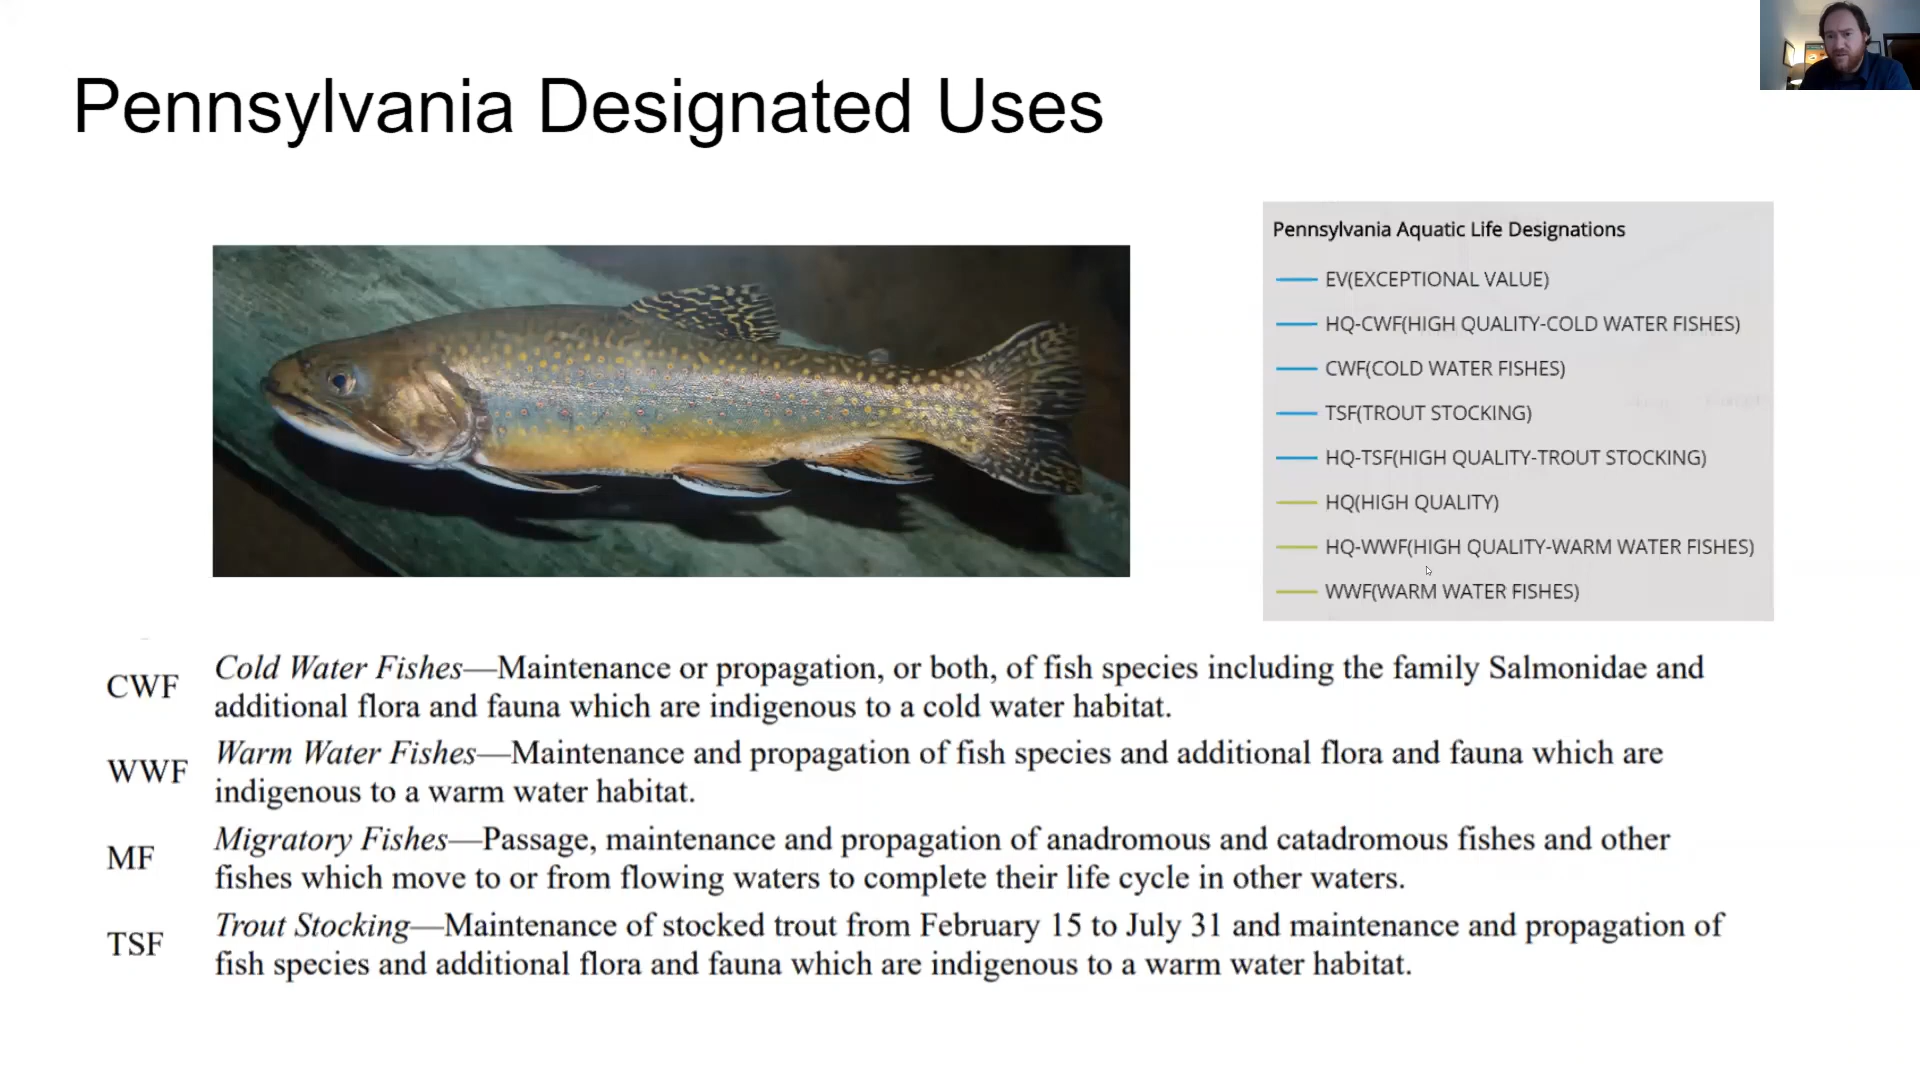 Pennsylvania Designated Uses
Pennsylvania Aquatic Life Designations
EV(EXCEPTIONAL VALUE)
HQ-CWF(HIGH QUALITY-COLD WATER FISHES)
CWF(COLD WATER FISHES)
TSF(TROUT STOCKING)
HQ-TSF(HIGH QUALITY-TROUT STOCKING)
HQ(HIGH QUALITY)
HQ-WWF(HIGH QUALITY-WARM WATER FISHES)
WWF(WARM WATER FISHES)
CWF
Cold Water Fishes—Maintenance or propagation, or both, of fish species including the family Salmonidae and
additional flora and fauna which are indigenous to a cold water habitat.
WWF
Warm Water Fishes—Maintenance and propagation of fish species and additional flora and fauna which are
indigenous to a warm water habitat.
MF
Migratory Fishes—Passage, maintenance and propagation of anadromous and catadromous fishes and other
fishes which move to or from flowing waters to complete their life cycle in other waters.
TSF
Trout Stocking—Maintenance of stocked trout from February 15 to July 31 and maintenance and propagation of
fish species and additional flora and fauna which are indigenous to a warm water habitat.